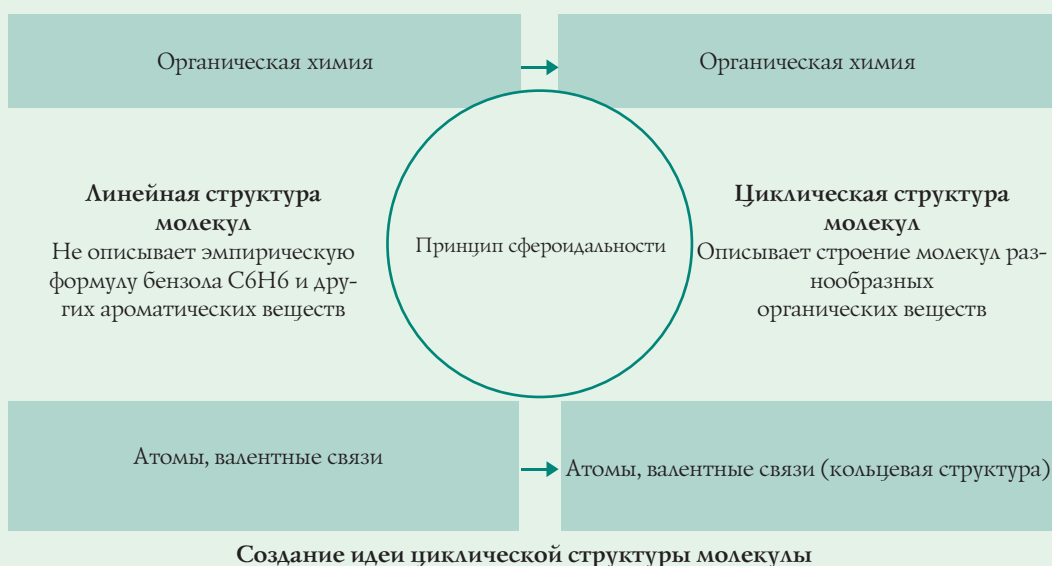 Органическая химия
Органическая химия
Линейная структура
молекул
Не описывает эмпирическую
формулу бензола C6H6 и дру-
гих ароматических веществ
Принцип сфероидальности
Циклическая структура
молекул
Описывает строение молекул раз-
нообразных
органических веществ
Атомы, валентные связи
Атомы, валентные связи (кольцевая структура)
Создание идеи циклической структуры молекулы